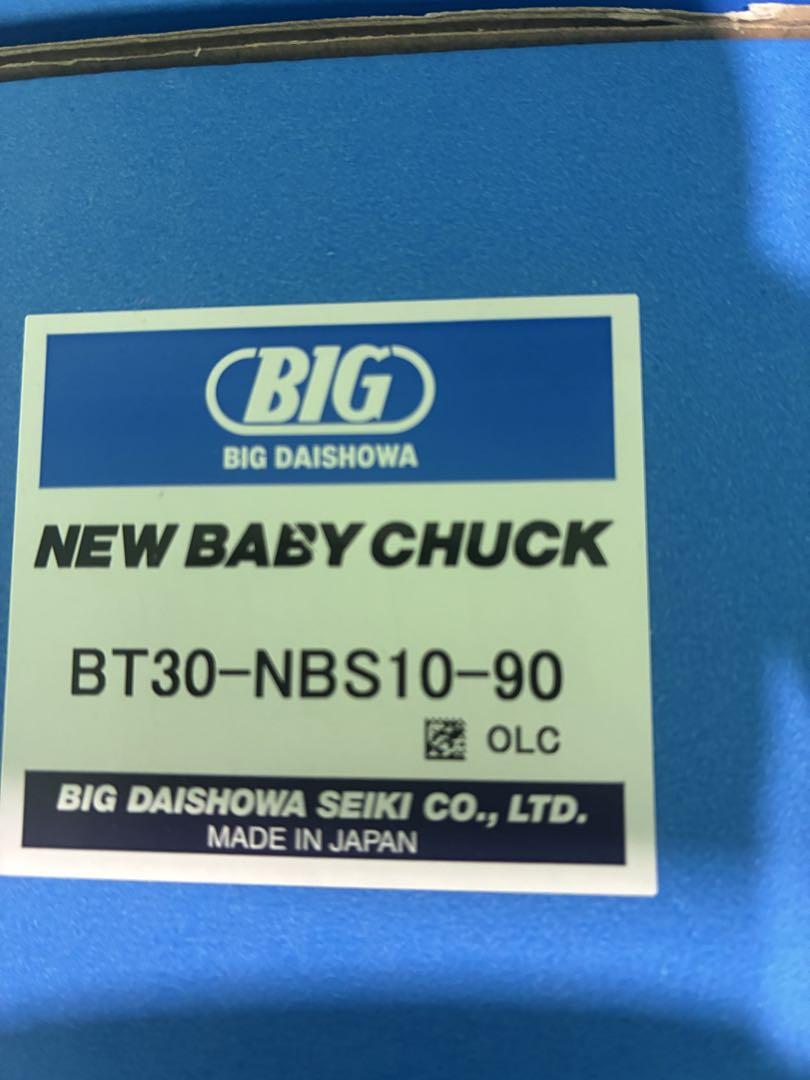 BIG
BIG DAISHOWA
NEW BABY CHUCK
BT30-NBS10-90
OLC
BIG DAISHOWA SEIKI CO., LTD.
MADE IN JAPAN